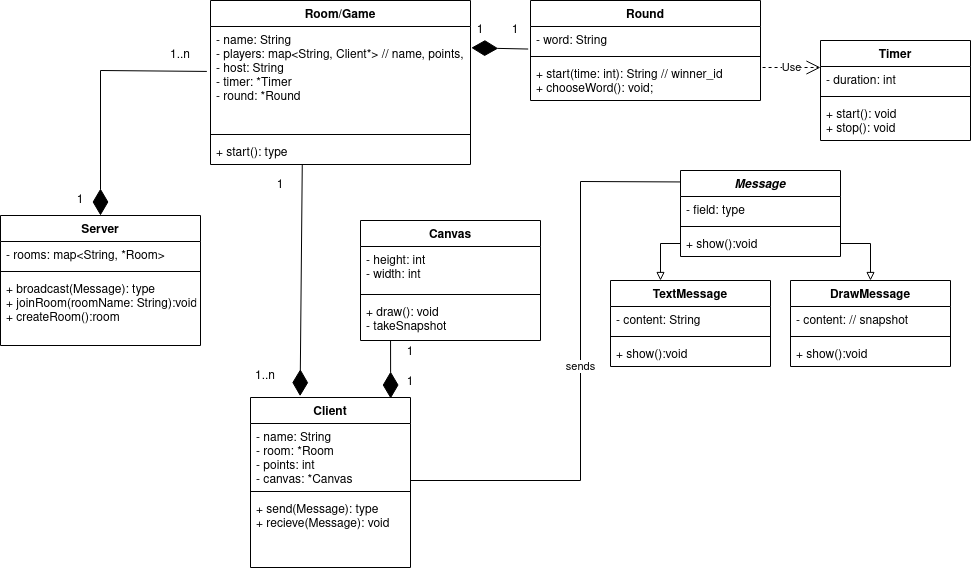 Room/Game
- name: String
- players: map<String, Client*> // name, points,
- host: String
- timer: *Timer
- round: *Round
+ start(): type
1
1
Round
- word: String
+ start(time: int): String // winner_id
+ chooseWord(): void;
Use
Timer
- duration: int
+ start(): void
+ stop(): void
1..n
1
Server
- rooms: map<String, *Room>
+ broadcast(Message): type
+ joinRoom(roomName: String):void
+ createRoom():room
1
1..n
Canvas
- height: int
- width: int
+ draw(): void
- takeSnapshot
1
1
Message
- field: type
+ show():void
TextMessage
- content: String
+ show():void
DrawMessage
- content: // snapshot
+ show():void
sends
Client
- name: String
- room: *Room
- points: int
- canvas: *Canvas
+ send(Message): type
+ recieve(Message): void